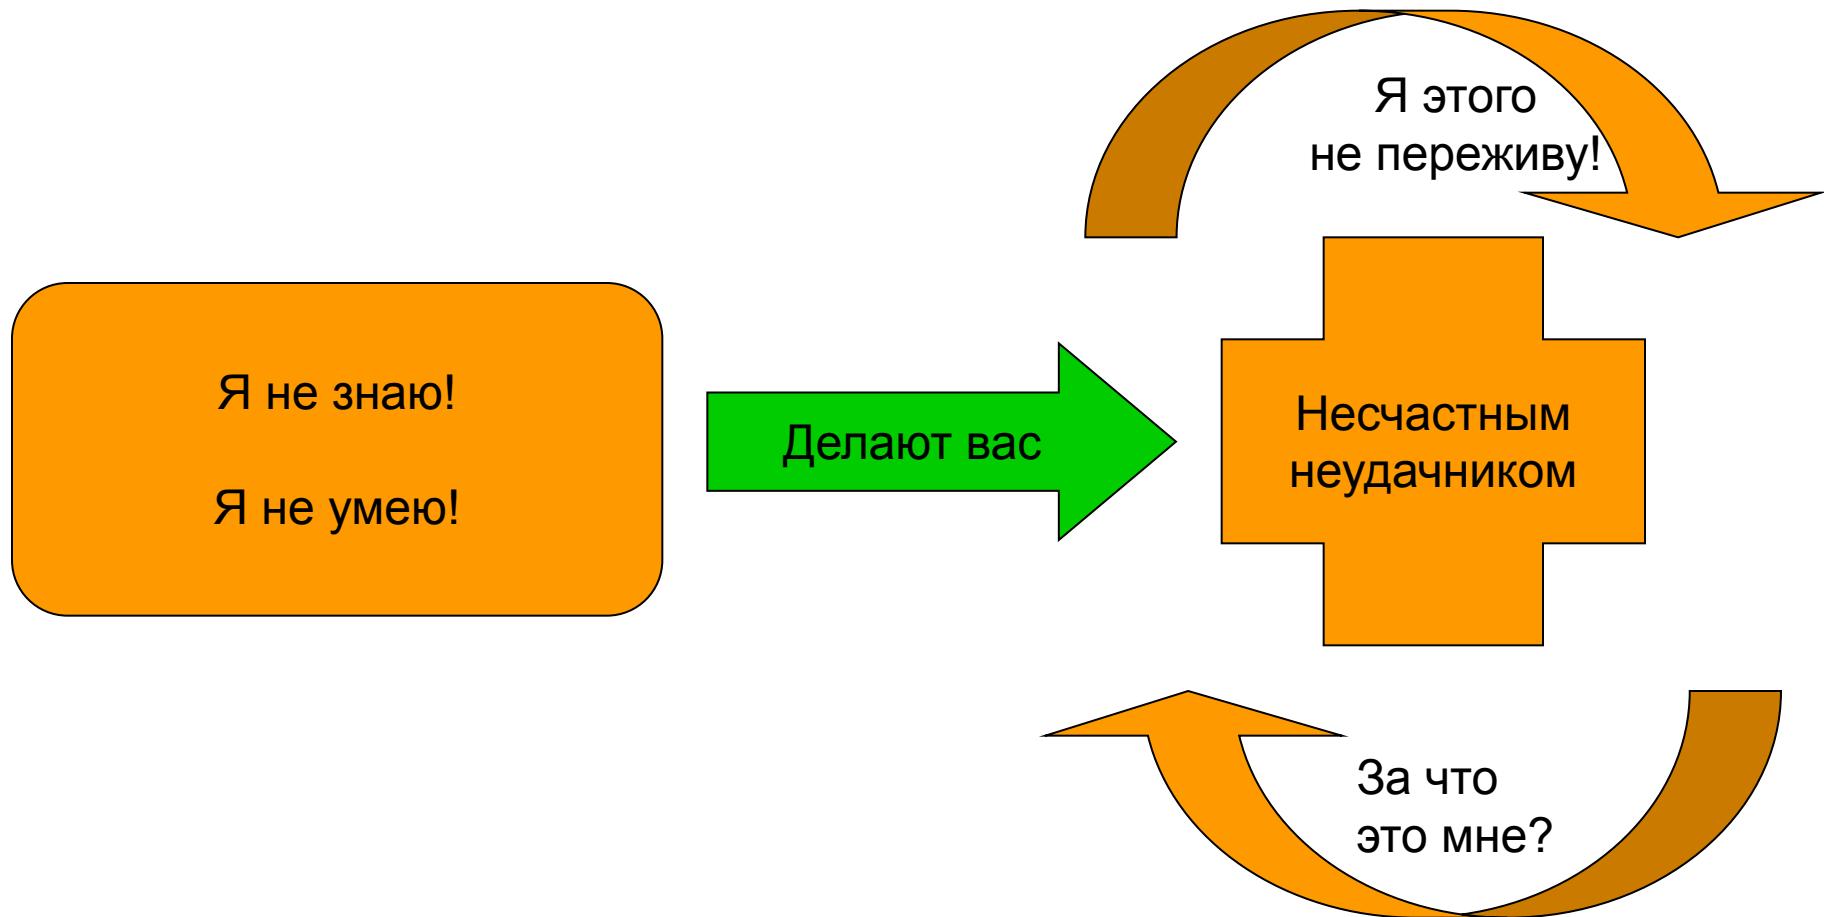 Я не знаю!
Я не умею!
Делают вас
Я этого
не переживу!
Несчастным
неудачником
За что
это мне?